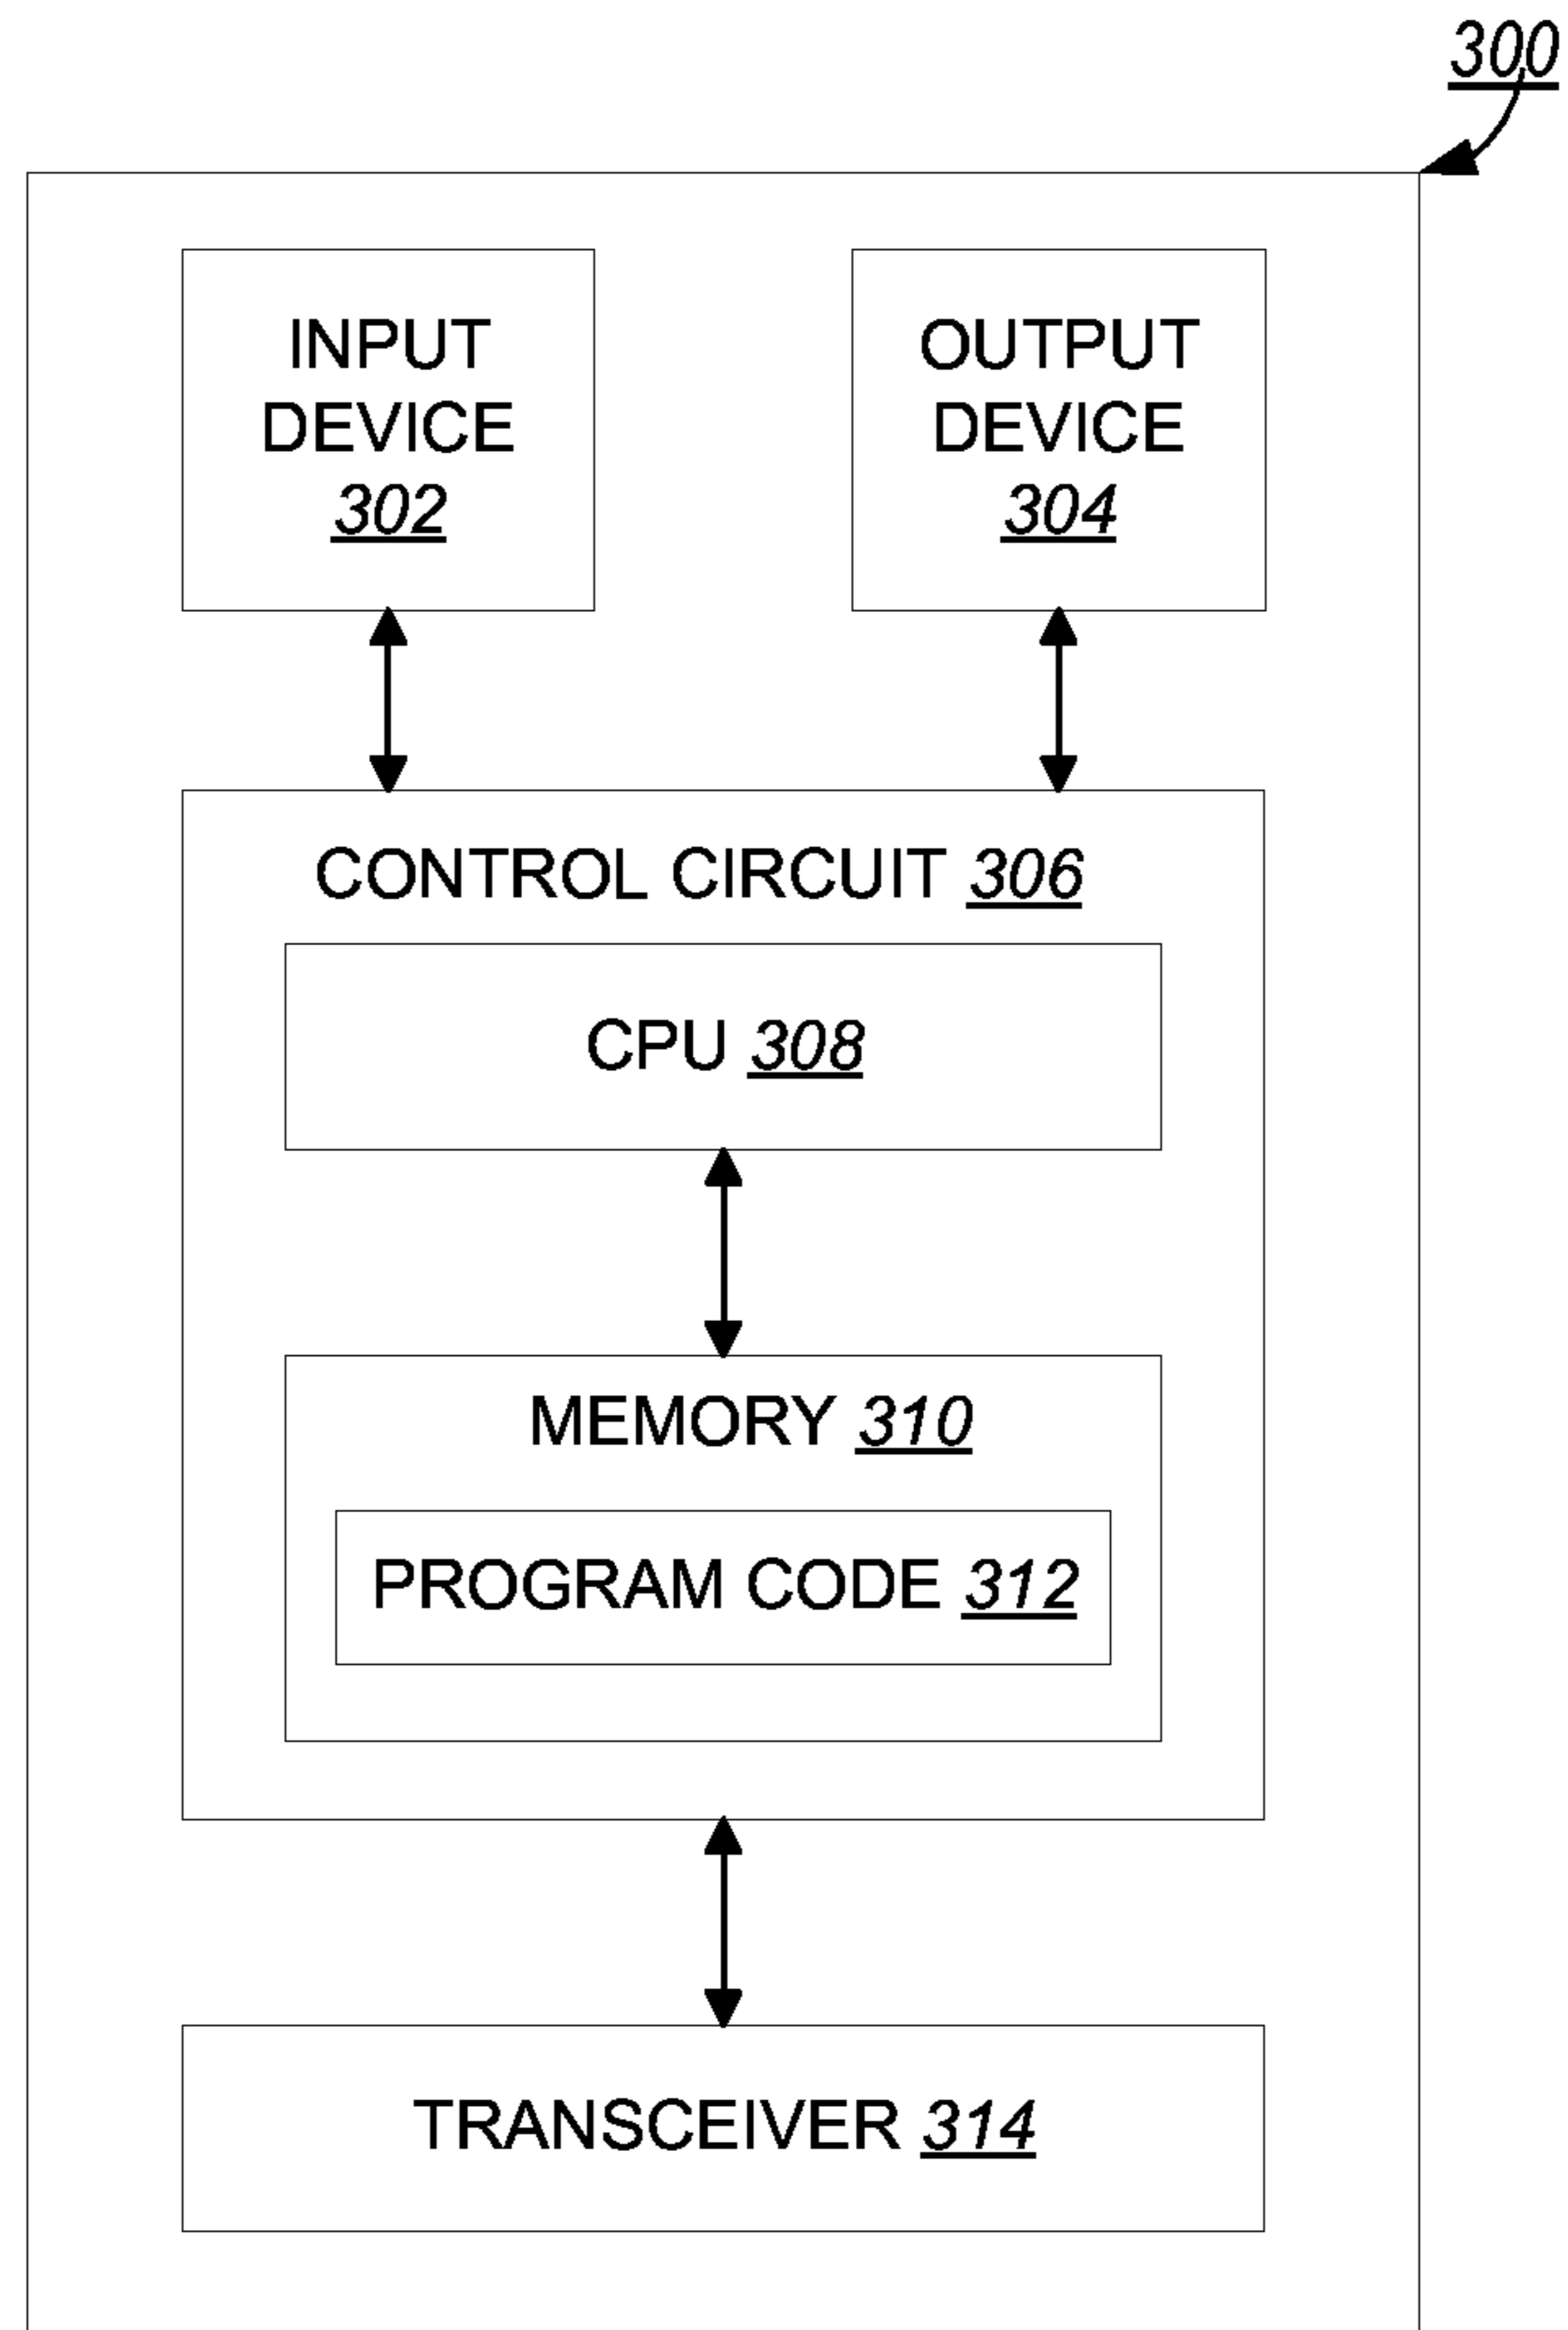 300
INPUT
DEVICE
302
OUTPUT
DEVICE
304
CONTROL CIRCUIT 306
CPU 308
MEMORY 310
PROGRAM CODE 312
TRANSCEIVER 314